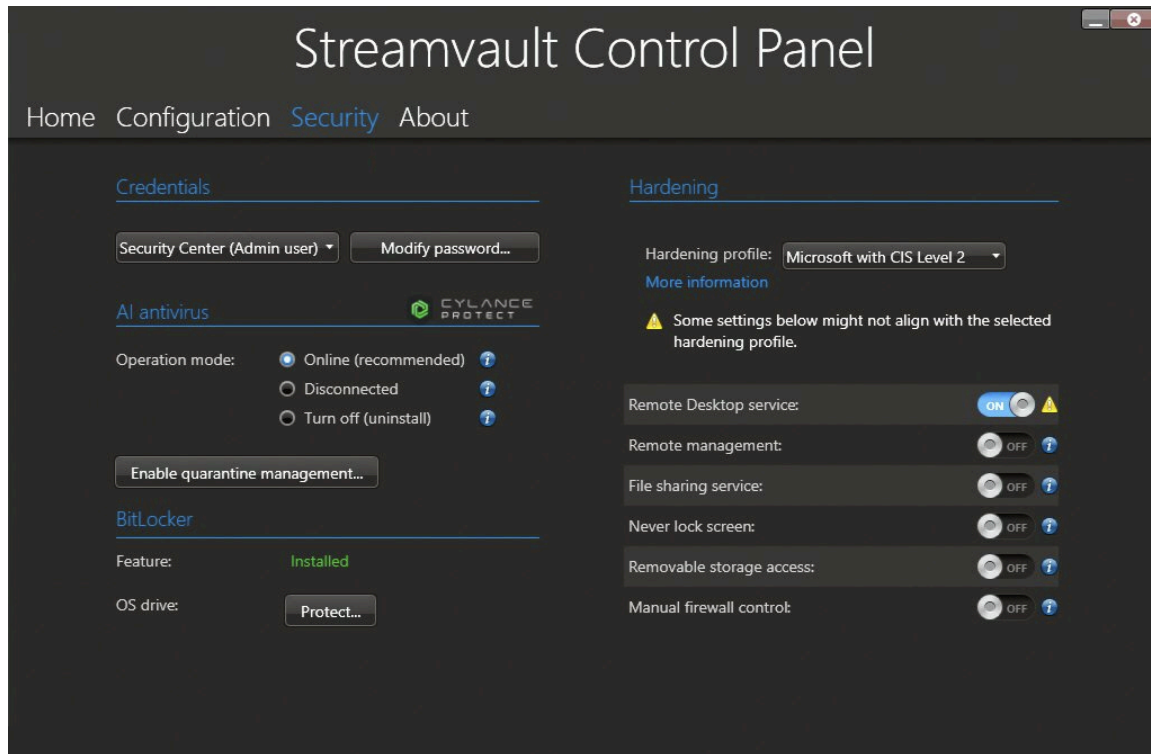 Streamvault Control Panel
Home Configuration Security About
Credentials
Security Center (Admin user)
Modify password...
AI antivirus
CYLANCE
PROTECT
Operation mode:
Online (recommended)
Disconnected
Turn off (uninstall)
Enable quarantine management...
BitLocker
Feature:
Installed
OS drive:
Protect...
Hardening
Hardening profile:
Microsoft with CIS Level 2
More information
Some settings below might not align with the selected
hardening profile.
Remote Desktop service:
ON
Remote management:
OFF
File sharing service:
OFF
Never lock screen:
OFF
Removable storage access:
OFF
Manual firewall control:
OFF